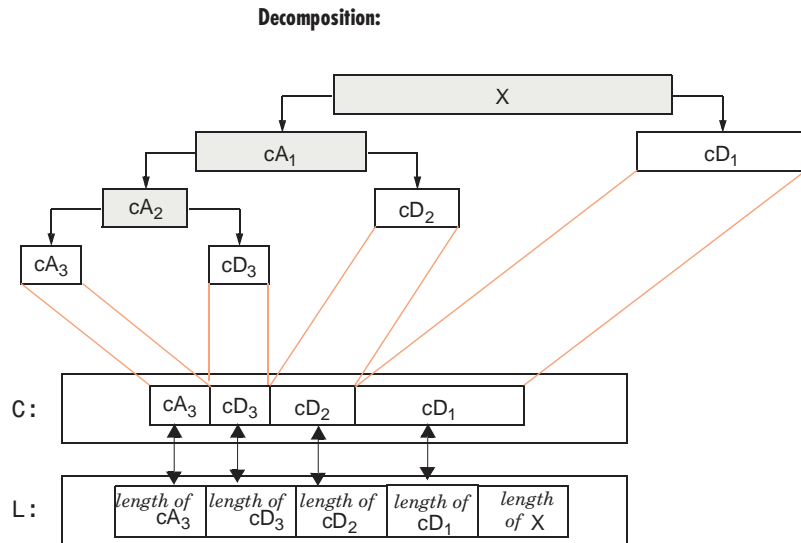 Decomposition:
X
cA₁
cD₁
cA₂
cD₂
cA₃
cD₃
C:
cA₃ cD₃ cD₂ cD₁
L:
length of cA₃
length of cD₃
length of cD₂
length of cD₁
length of X